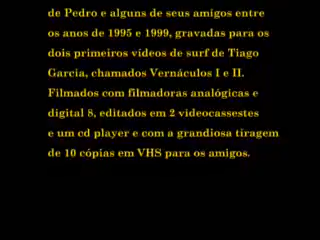 de Pedro e alguns de seus amigos entre
os anos de 1995 e 1999, gravadas para os
dois primeiros vídeos de surf de Tiago
Garcia, chamados Vernáculos I e II.
Filmados com filmadoras analógicas e
digital 8, editados em 2 videocassestes
e um cd player e com a grandiosa tiragem
de 10 cópias em VHS para os amigos.